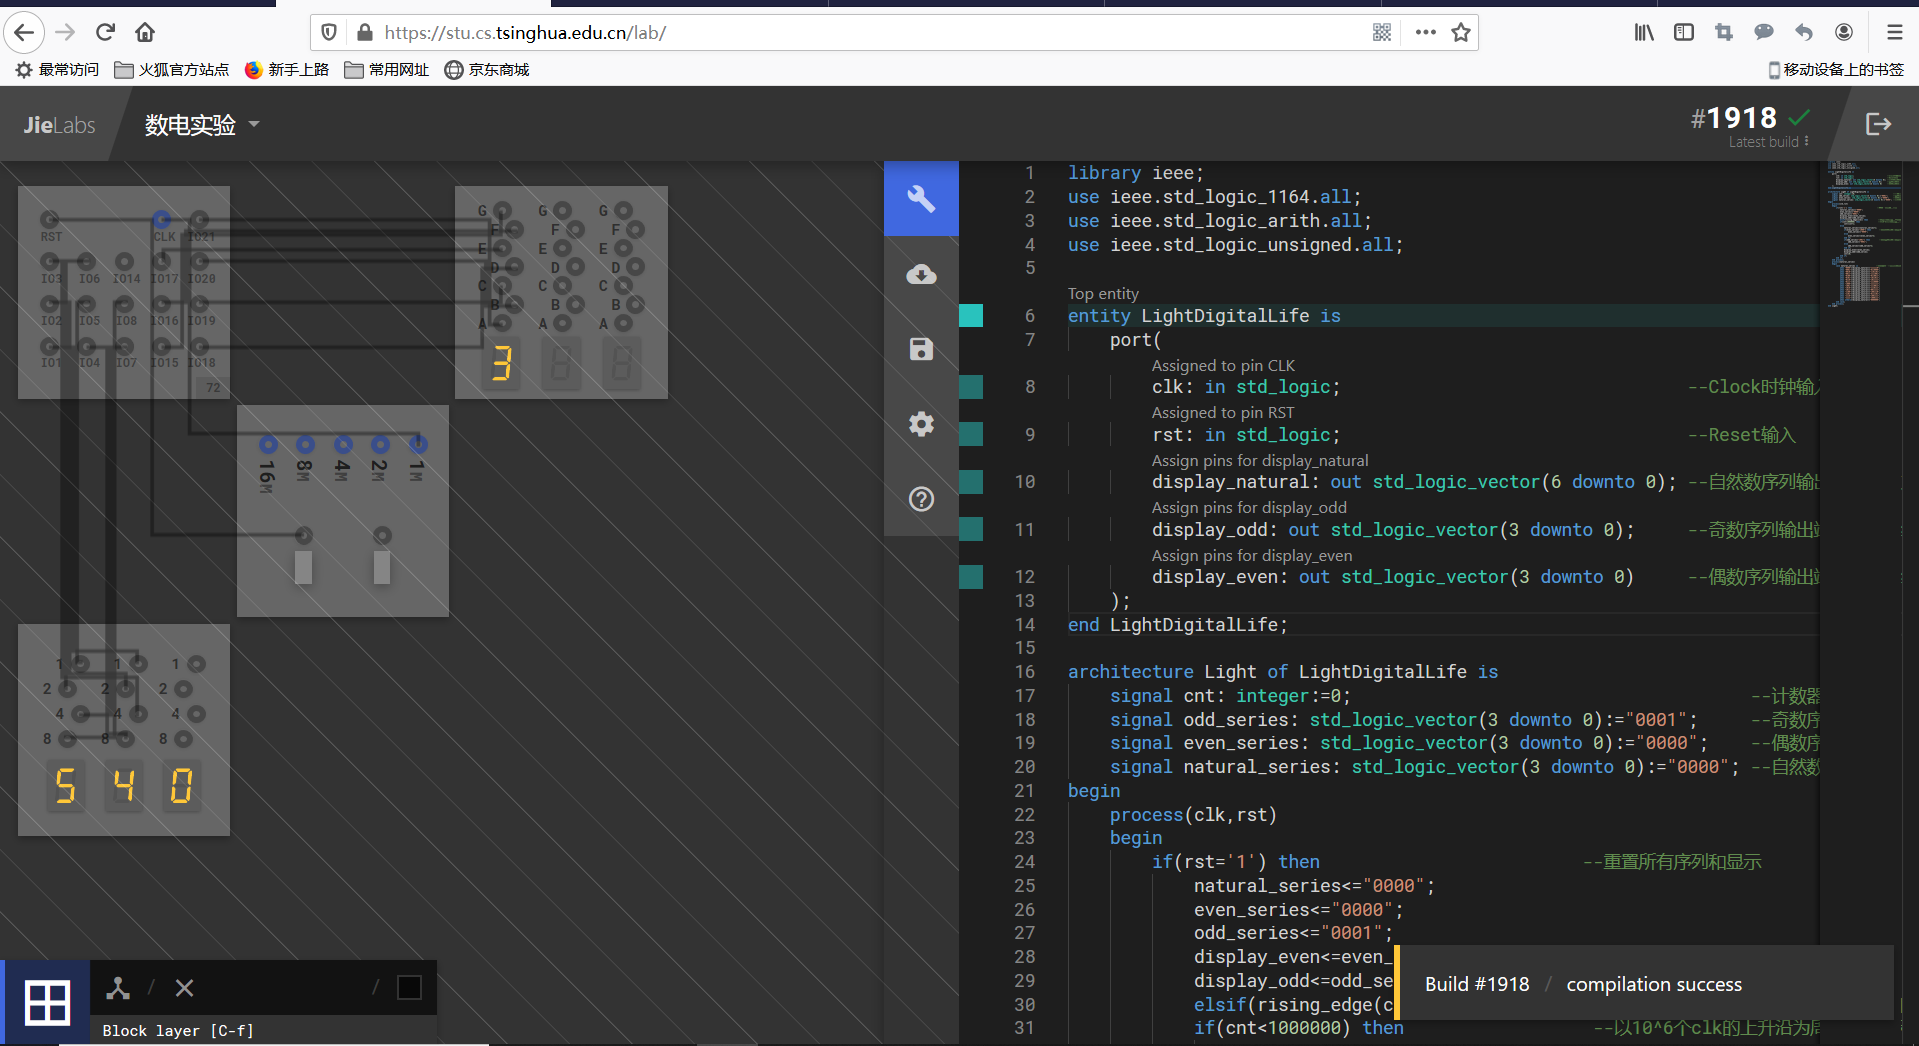 https://stu.cs.tsinghua.edu.cn/lab/
最常访问 火狐官方站点 新手上路 常用网址 京东商城 移动设备上的书签
JieLabs 数电实验 #1918
Latest build
RST CLK IO21
IO3 IO6 IO14 IO17 IO20
IO2 IO5 IO8 IO16 IO19
IO1 IO4 IO7 IO15 IO18
72
G G G
F F F
E E E
D D D
C C C
B B B
A A A
3 8 8
16M 8M 4M 2M 1M
1 1 1
2 2 2
4 4 4
8 8 8
5 4 0
/ /
Block layer [C-f]
1 library ieee;
2 use ieee.std_logic_1164.all;
3 use ieee.std_logic_arith.all;
4 use ieee.std_logic_unsigned.all;
5
Top entity
6 entity LightDigitalLife is
7 port(
Assigned to pin CLK
8 clk: in std_logic; --Clock时钟输入
Assigned to pin RST
9 rst: in std_logic; --Reset输入
Assign pins for display_natural
10 display_natural: out std_logic_vector(6 downto 0); --自然数序列输出
Assign pins for display_odd
11 display_odd: out std_logic_vector(3 downto 0); --奇数序列输出端
Assign pins for display_even
12 display_even: out std_logic_vector(3 downto 0) --偶数序列输出端
13 );
14 end LightDigitalLife;
15
16 architecture Light of LightDigitalLife is
17 signal cnt: integer:=0; --计数器
18 signal odd_series: std_logic_vector(3 downto 0):="0001"; --奇数序
19 signal even_series: std_logic_vector(3 downto 0):="0000"; --偶数序
20 signal natural_series: std_logic_vector(3 downto 0):="0000"; --自然数
21 begin
22 process(clk,rst)
23 begin
24 if(rst='1') then --重置所有序列和显示
25 natural_series<="0000";
26 even_series<="0000";
27 odd_series<="0001";
28 display_even<=even_
29 display_odd<=odd_se
30 elsif(rising_edge(c
31 if(cnt<1000000) then --以10^6个clk的上升沿为周
Build #1918 / compilation success